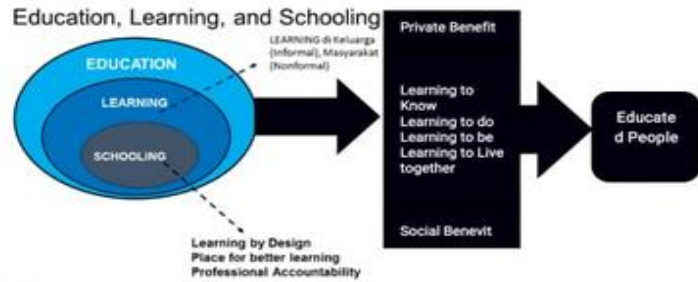 Education, Learning, and Schooling
LEARNING di Keluarga
(Informal), Masyarakat
(Nonformal)
EDUCATION
LEARNING
SCHOOLING
Learning by Design
Place for better learning
Professional Accountability
Private Benefit
Learning to
Know
Learning to do
Learning to be
Learning to Live
together
Social Benevit
Educate
d People